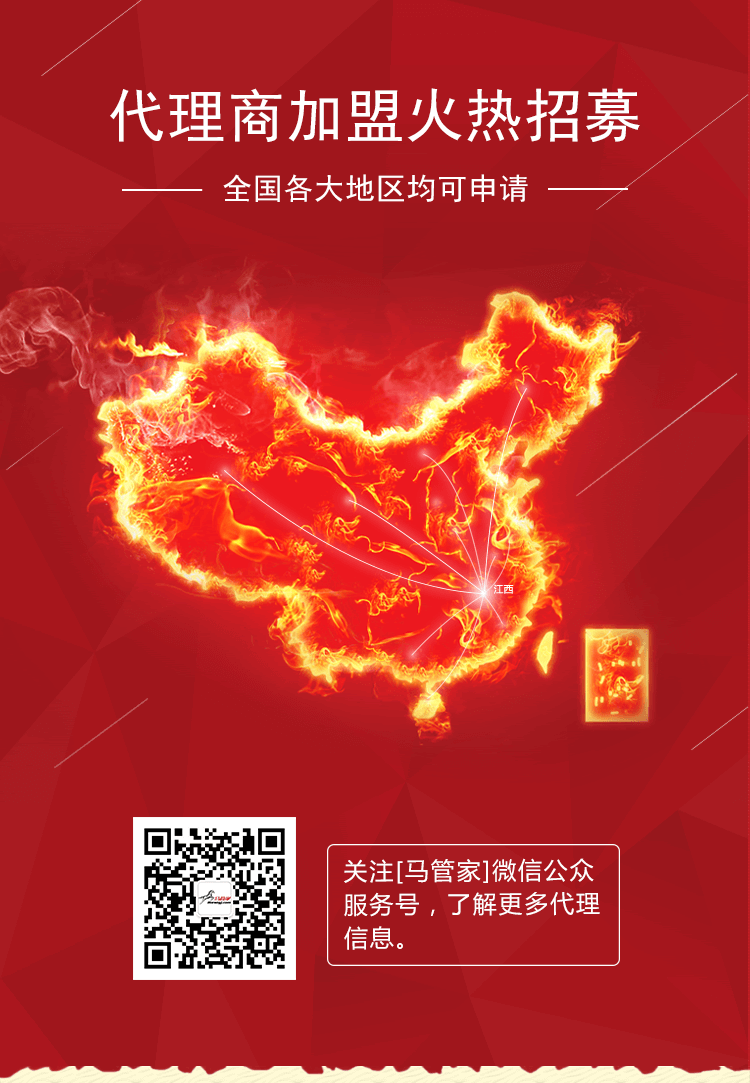 代理商加盟火热招募
全国各大地区均可申请
江西
关注[马管家]微信公众
服务号，了解更多代理
信息。